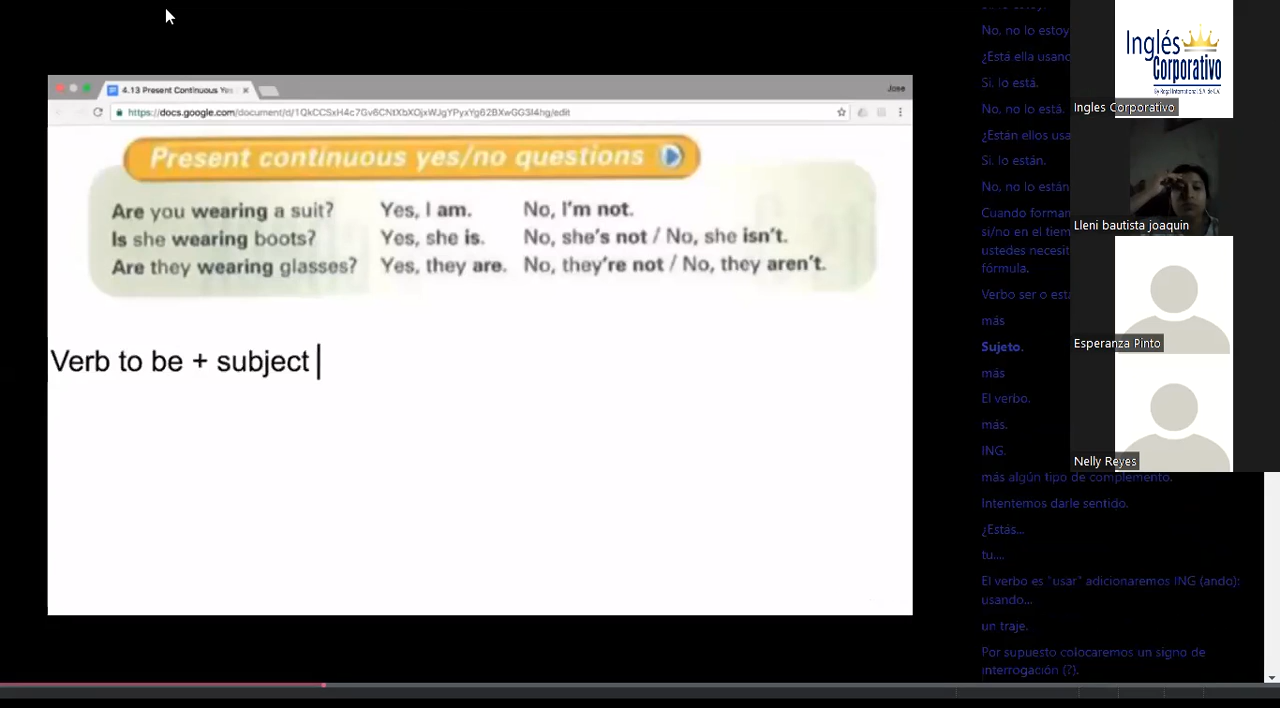 4.13 Present Continuous Yes
Jose
https://docs.google.com/document/d/1QkCCSxH4c7Gv6CNtXbXOjxWJgYPyxYg62BXwGG3I4hg/edit
Present continuous yes/no questions
Are you wearing a suit? Yes, I am. No, I'm not.
Is she wearing boots? Yes, she is. No, she's not / No, she isn't.
Are they wearing glasses? Yes, they are. No, they're not / No, they aren't.
Verb to be + subject
No, no lo estoy
¿Está ella usand
Si, lo está.
No, no lo está.
¿Están ellos usa
Si, lo están.
No, no lo están
Cuando formam
si/no en el tiem
ustedes necesit
fórmula.
Verbo ser o está
más
Sujeto.
más
El verbo.
más.
ING.
más algún tipo de complemento.
Intentemos darle sentido.
¿Estás...
tu....
El verbo es "usar" adicionaremos ING (ando):
usando...
un traje.
Por supuesto colocaremos un signo de
interrogación (?).
Inglés
Corporativo
Ingles Corporativo
Lleni bautista joaquin
Esperanza Pinto
Nelly Reyes